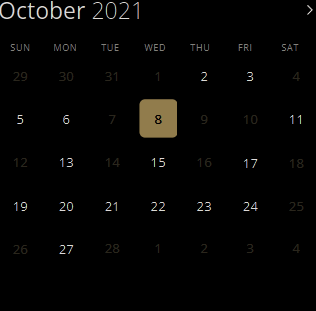 October 2021
SUN MON TUE WED THU FRI SAT
29 30 31 1 2 3 4
5 6 7 8 9 10 11
12 13 14 15 16 17 18
19 20 21 22 23 24 25
26 27 28 1 2 3 4